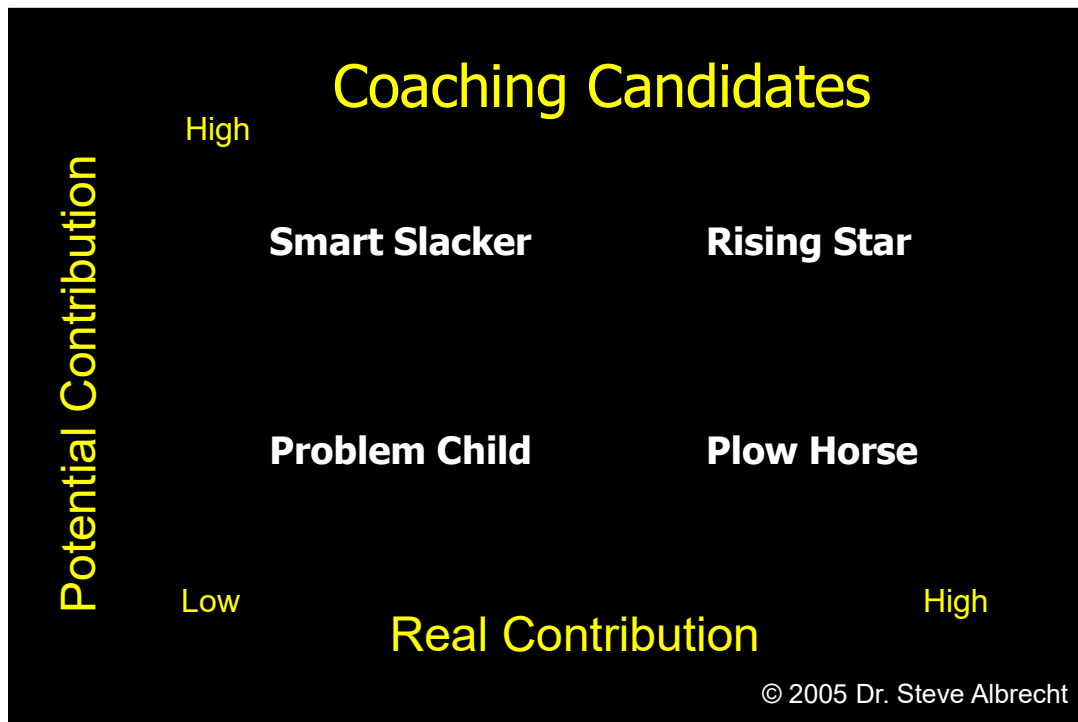 Coaching Candidates
High
Potential Contribution
Smart Slacker
Rising Star
Problem Child
Plow Horse
Low
High
Real Contribution
© 2005 Dr. Steve Albrecht